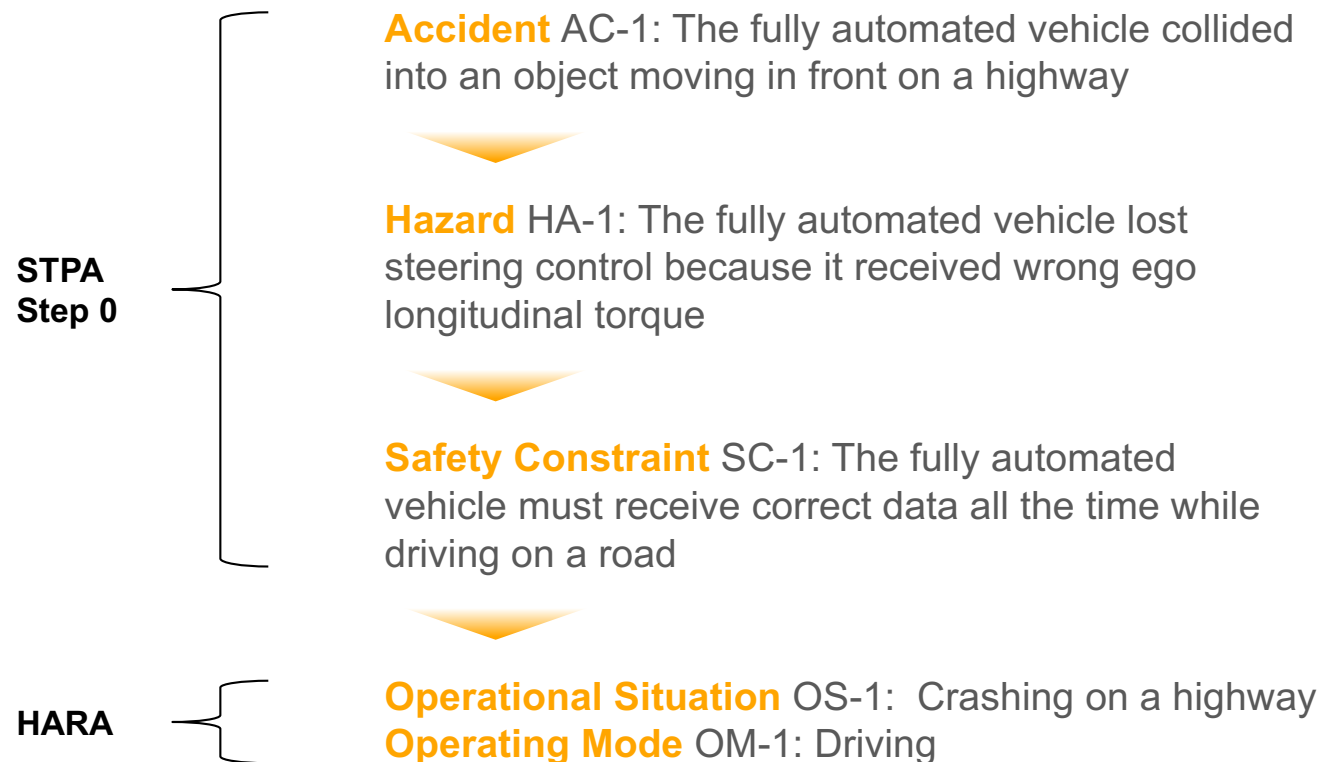 Accident AC-1: The fully automated vehicle collided
into an object moving in front on a highway
Hazard HA-1: The fully automated vehicle lost
steering control because it received wrong ego
longitudinal torque
STPA
Step 0
Safety Constraint SC-1: The fully automated
vehicle must receive correct data all the time while
driving on a road
HARA
Operational Situation OS-1: Crashing on a highway
Operating Mode OM-1: Driving